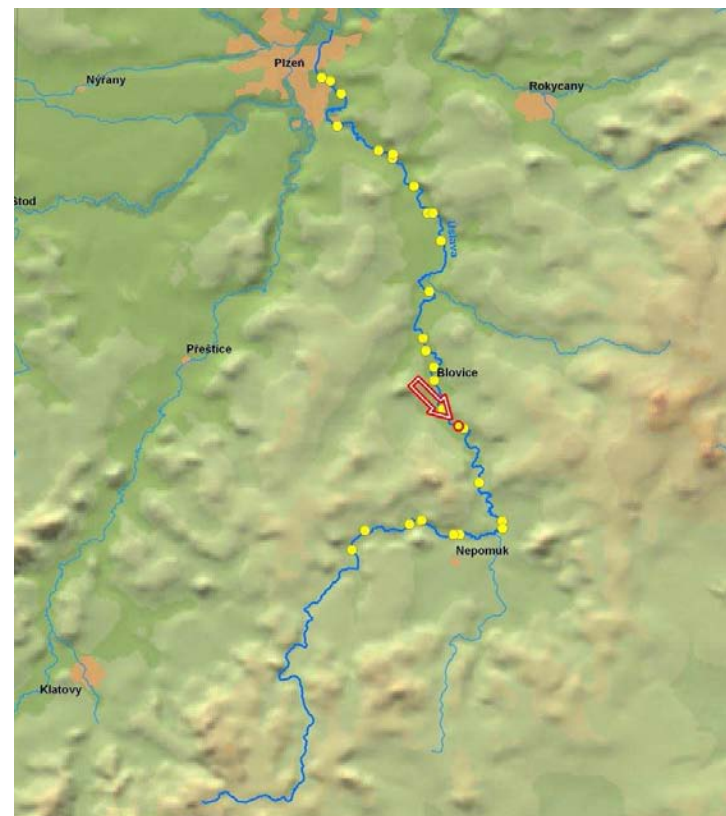 Plzeň
Nýřany
Rokycany
Stod
Úslava
Přeštice
Blovice
Nepomuk
Klatovy